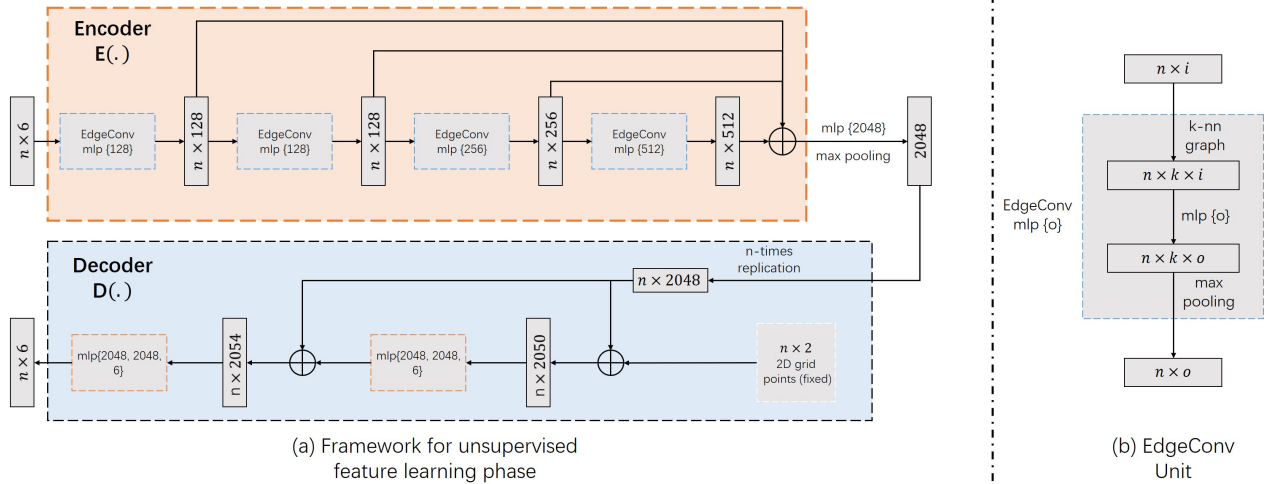 Encoder
E(.)
n × 6
EdgeConv
mlp {128}
n × 128
EdgeConv
mlp {128}
n × 128
EdgeConv
mlp {256}
n × 256
EdgeConv
mlp {512}
n × 512
mlp {2048}
max pooling
2048
Decoder
D(.)
n-times
replication
n × 2048
n × 6
mlp{2048, 2048,
6}
n × 2054
mlp{2048, 2048,
6}
n × 2050
n × 2
2D grid
points (fixed)
(a) Framework for unsupervised
feature learning phase
n × i
k-nn
graph
n × k × i
EdgeConv
mlp {o}
mlp {o}
n × k × o
max
pooling
n × o
(b) EdgeConv
Unit